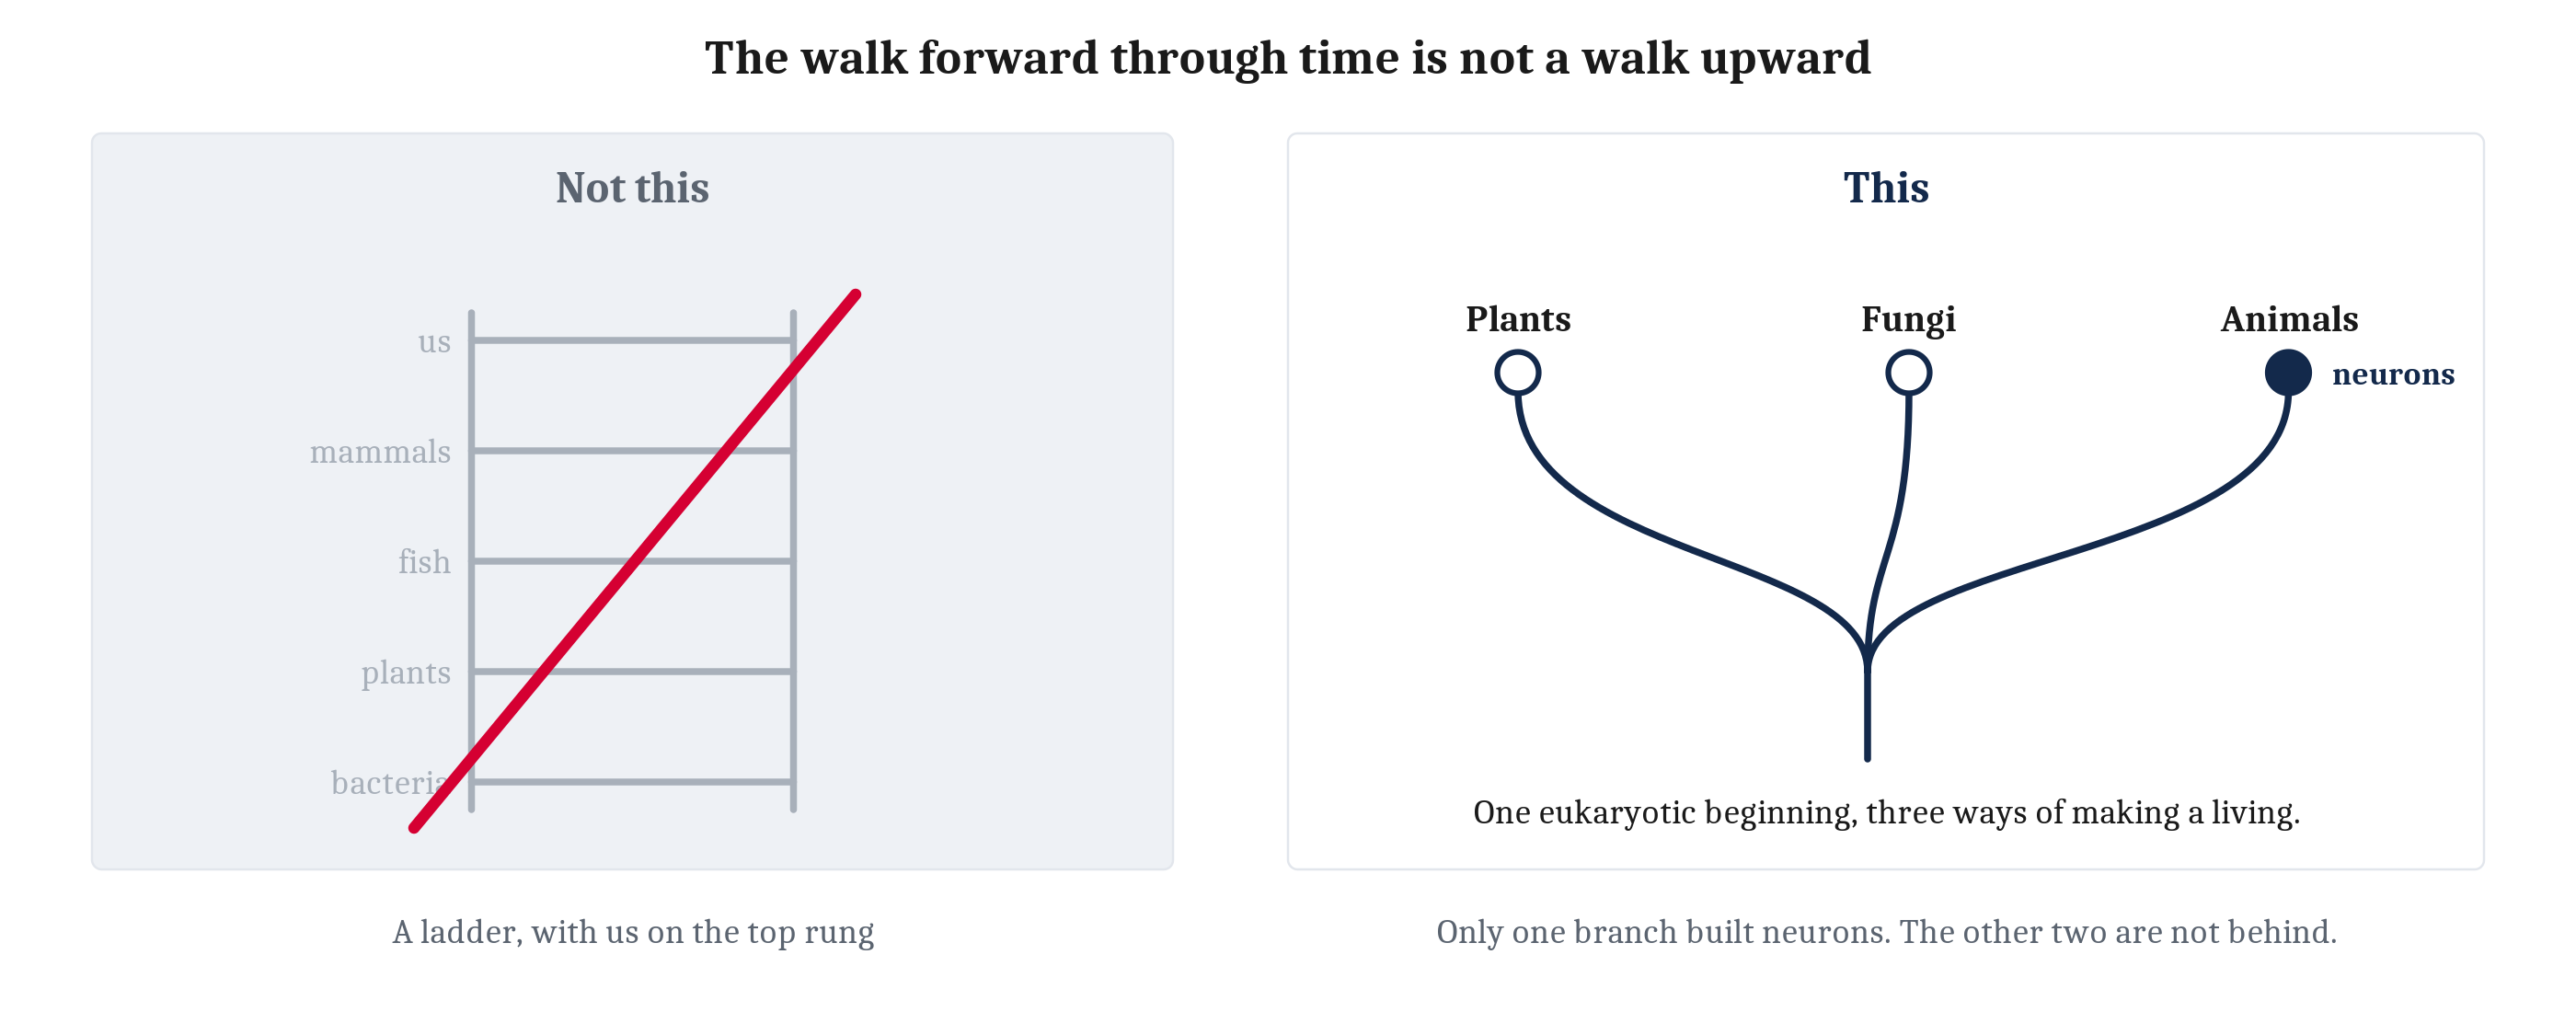 The walk forward through time is not a walk upward
Not this
us
mammals
fish
plants
bacteria
A ladder, with us on the top rung
This
Plants
Fungi
Animals
neurons
One eukaryotic beginning, three ways of making a living.
Only one branch built neurons. The other two are not behind.